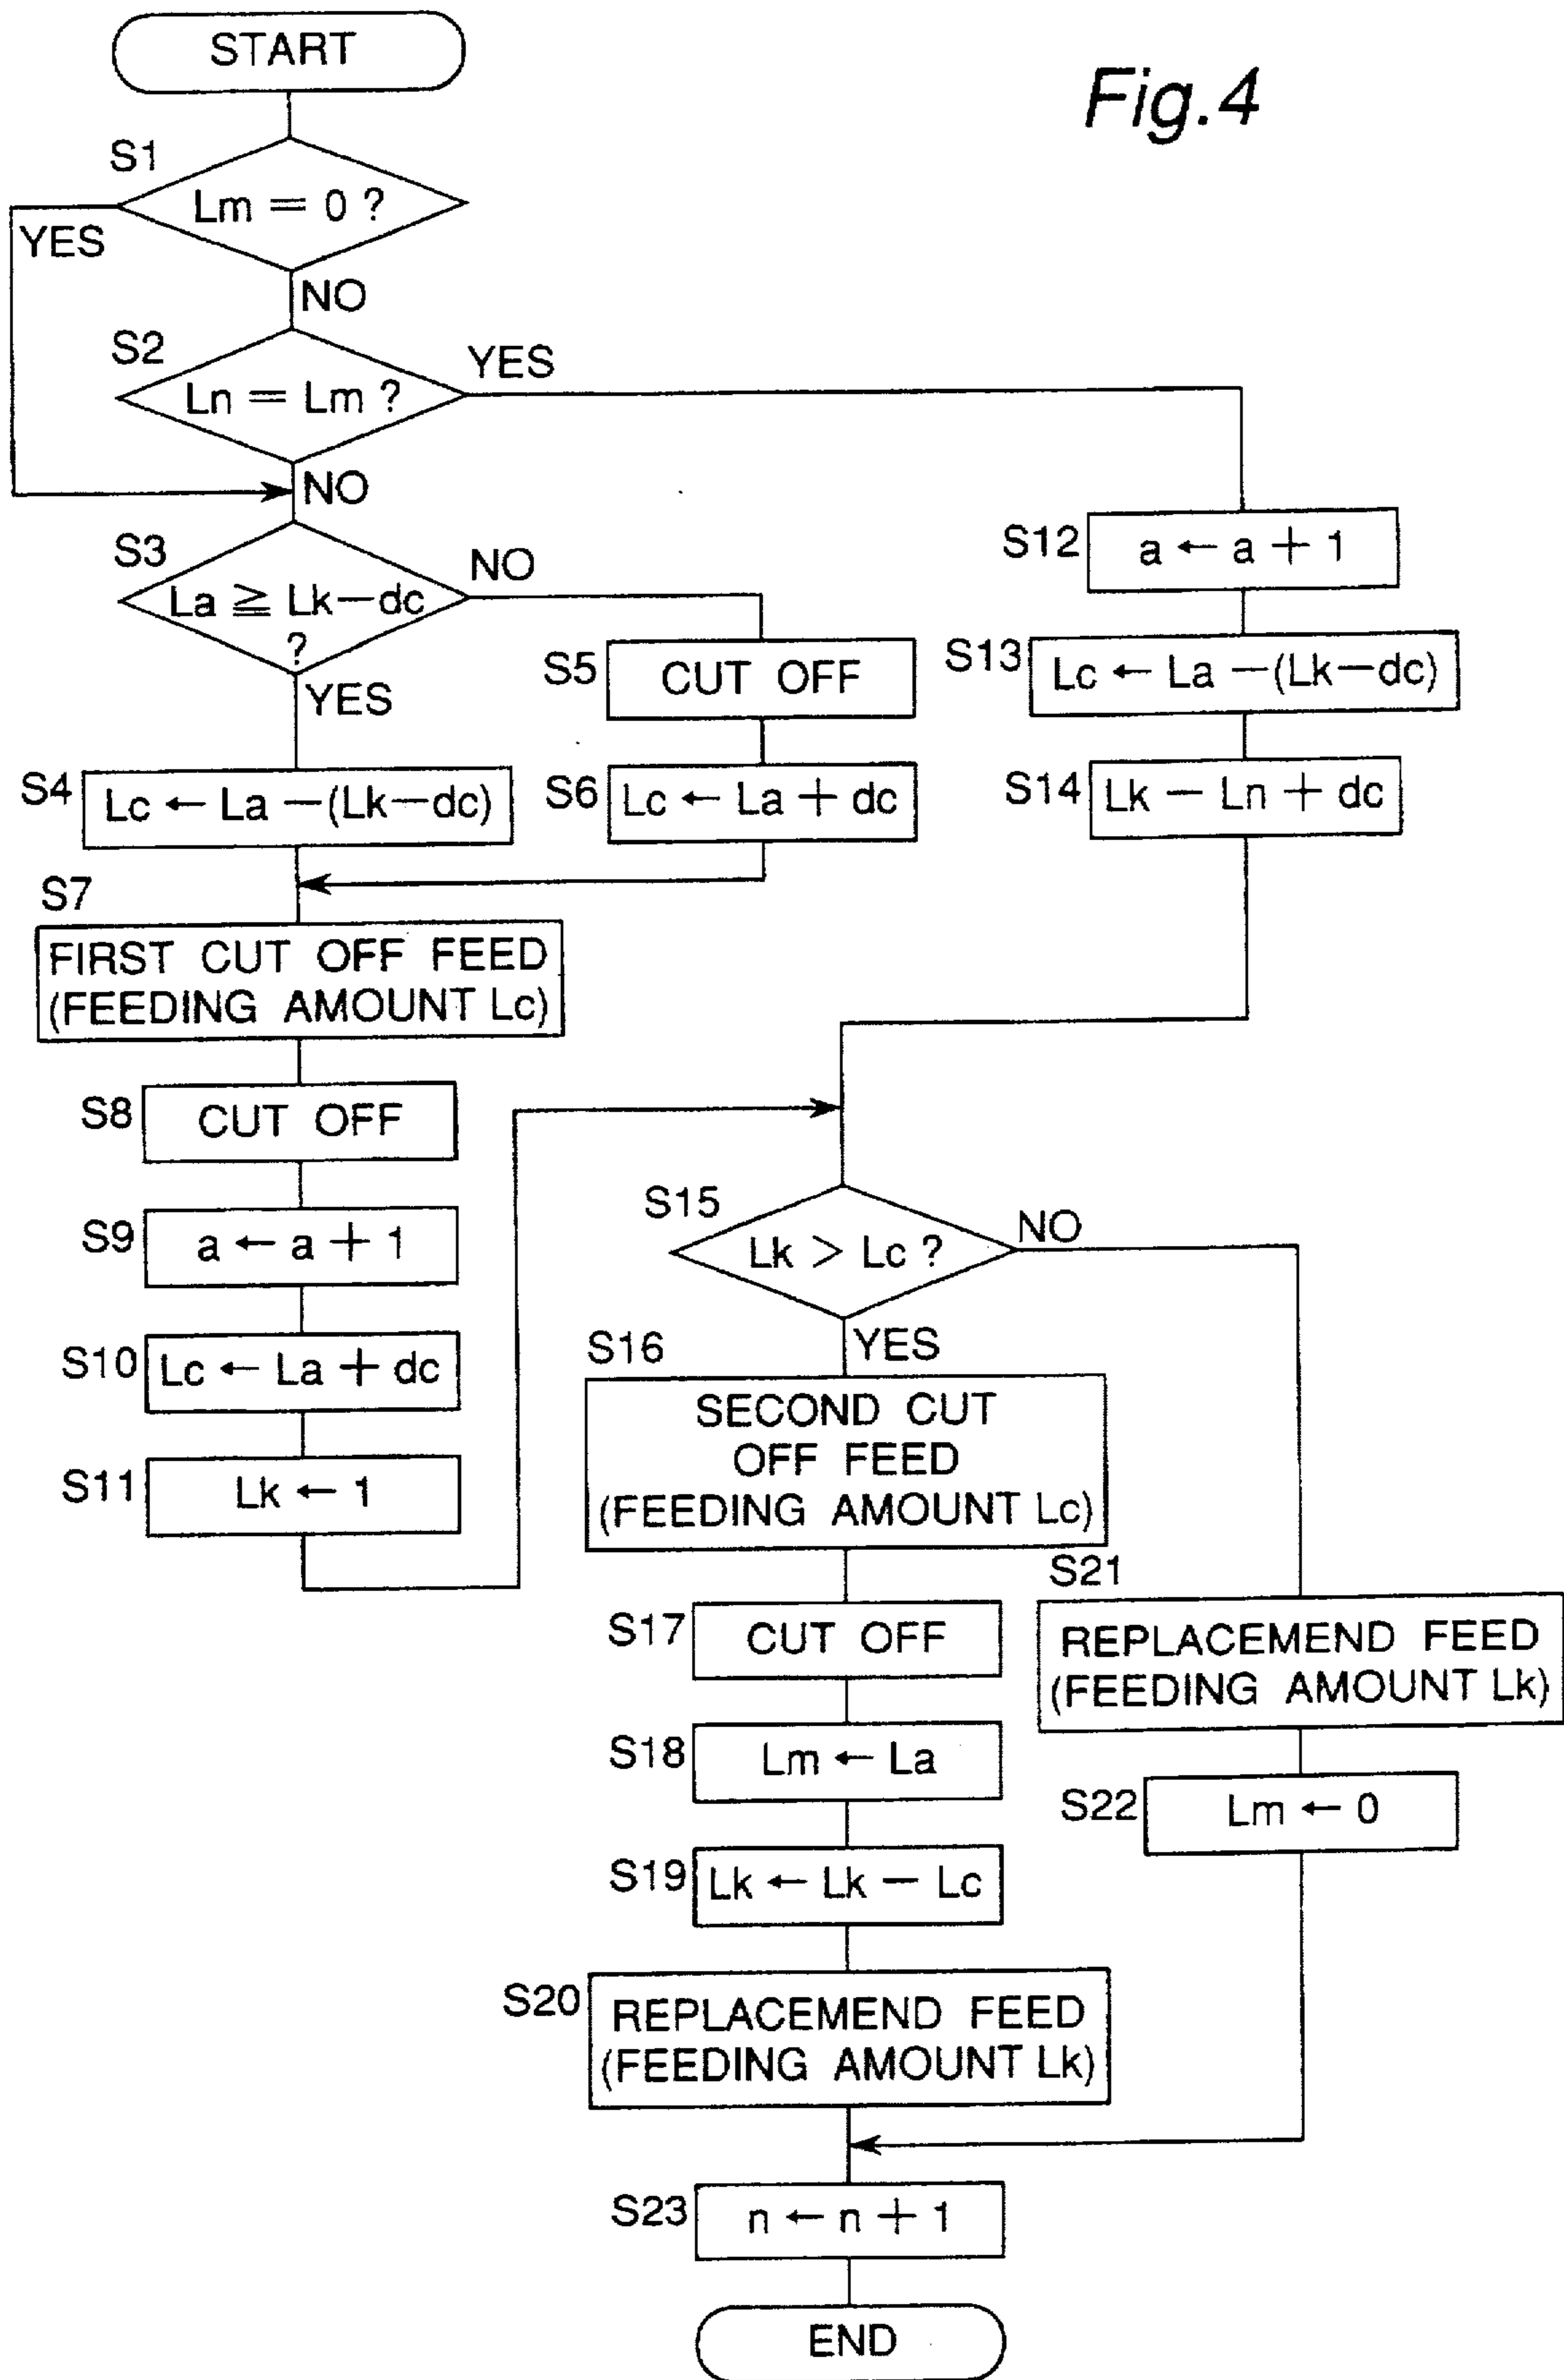 Fig.4
START
S1
Lm = 0 ?
YES
NO
S2
Ln = Lm ?
YES
NO
S3
La ≧ Lk−dc
?
NO
YES
S4
Lc ← La −(Lk−dc)
S5
CUT OFF
S6
Lc ← La + dc
S7
FIRST CUT OFF FEED
(FEEDING AMOUNT Lc)
S8
CUT OFF
S9
a ← a + 1
S10
Lc ← La + dc
S11
Lk ← 1
S12
a ← a + 1
S13
Lc ← La −(Lk−dc)
S14
Lk − Ln + dc
S15
Lk > Lc ?
NO
YES
S16
SECOND CUT
OFF FEED
(FEEDING AMOUNT Lc)
S17
CUT OFF
S18
Lm ← La
S19
Lk ← Lk − Lc
S20
REPLACEMEND FEED
(FEEDING AMOUNT Lk)
S21
REPLACEMEND FEED
(FEEDING AMOUNT Lk)
S22
Lm ← 0
S23
n ← n + 1
END